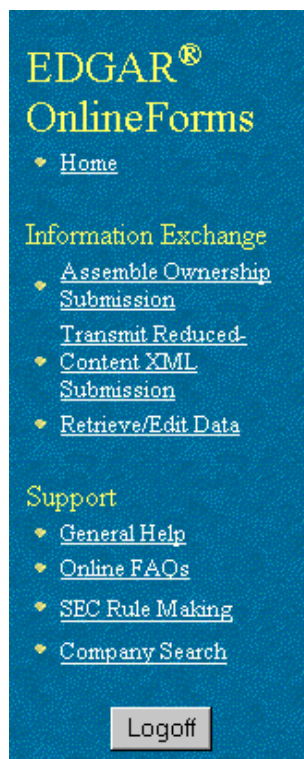 EDGAR®
OnlineForms
Home
Information Exchange
Assemble Ownership
Submission
Transmit Reduced-
Content XML
Submission
Retrieve/Edit Data
Support
General Help
Online FAQs
SEC Rule Making
Company Search
Logoff